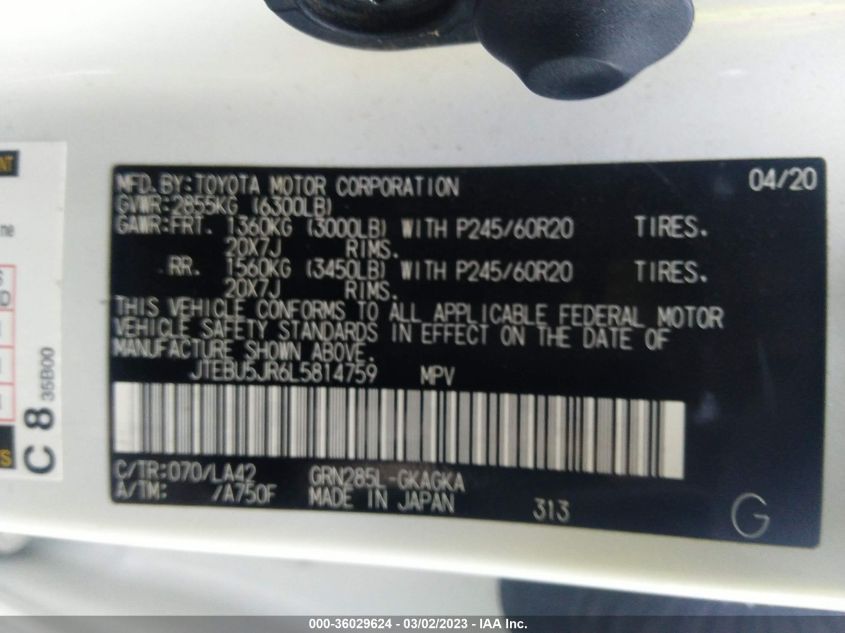 MFD. BY: TOYOTA MOTOR CORPORATION 04/20
GVWR: 2855KG (6300LB)
GAWR: FRT. 1360KG (3000LB) WITH P245/60R20 TIRES.
20X7J RIMS.
RR. 1560KG (3450LB) WITH P245/60R20 TIRES.
20X7J RIMS.
THIS VEHICLE CONFORMS TO ALL APPLICABLE FEDERAL MOTOR
VEHICLE SAFETY STANDARDS IN EFFECT ON THE DATE OF
MANUFACTURE SHOWN ABOVE.
JTEBU5JR6L5814759 MPV
C/TR: 070/LA42 GRN285L-GKAGKA
A/TM: /A750F MADE IN JAPAN 313
G
C 8 35B00
000-36029624 - 03/02/2023 - IAA Inc.